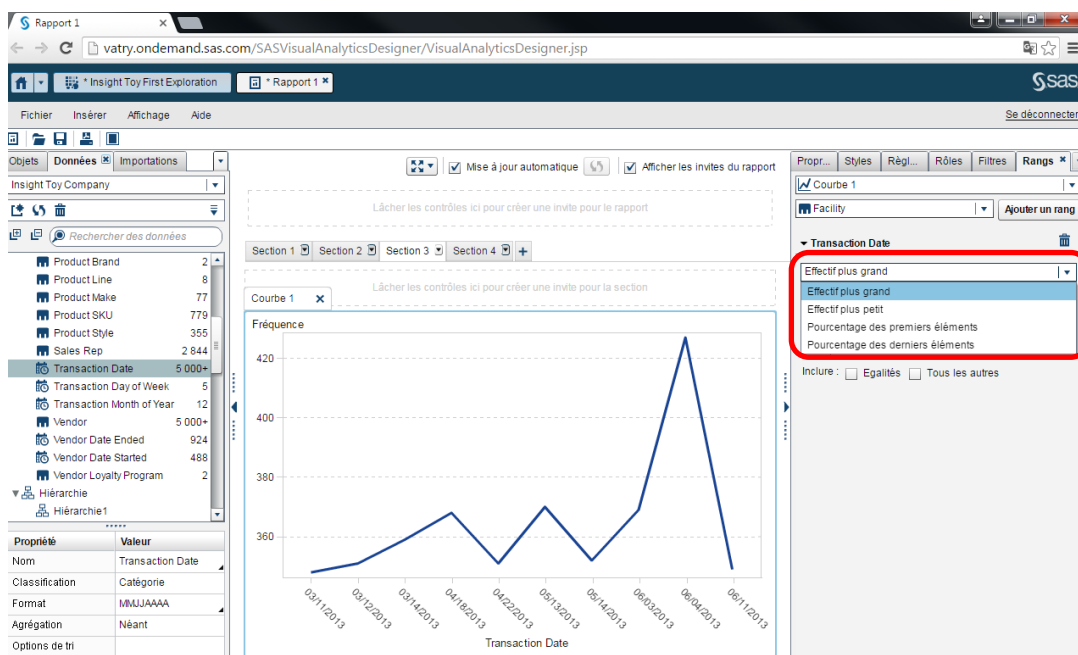 Rapport 1
vatry.ondemand.sas.com/SASVisualAnalyticsDesigner/VisualAnalyticsDesigner.jsp
* Insight Toy First Exploration
* Rapport 1
sas
Fichier Insérer Affichage Aide
Se déconnecter
Objets Données Importations
Insight Toy Company
Rechercher des données
Product Brand 2
Product Line 8
Product Make 77
Product SKU 779
Product Style 355
Sales Rep 2 844
Transaction Date 5 000+
Transaction Day of Week 5
Transaction Month of Year 12
Vendor 5 000+
Vendor Date Ended 924
Vendor Date Started 488
Vendor Loyalty Program 2
Hiérarchie
Hiérarchie1
Propriété Valeur
Nom Transaction Date
Classification Catégorie
Format MMJJAAAA
Agrégation Néant
Options de tri
Mise à jour automatique
Afficher les invites du rapport
Lâcher les contrôles ici pour créer une invite pour le rapport
Section 1 Section 2 Section 3 Section 4 +
Lâcher les contrôles ici pour créer une invite pour la section
Courbe 1
Fréquence
420
400
380
360
03/11/2013 03/12/2013 03/14/2013 04/18/2013 04/22/2013 05/13/2013 05/14/2013 06/03/2013 06/04/2013 06/11/2013
Transaction Date
Propr... Styles Règl... Rôles Filtres Rangs
Courbe 1
Facility
Ajouter un rang
Transaction Date
Effectif plus grand
Effectif plus grand
Effectif plus petit
Pourcentage des premiers éléments
Pourcentage des derniers éléments
Inclure : Egalités Tous les autres